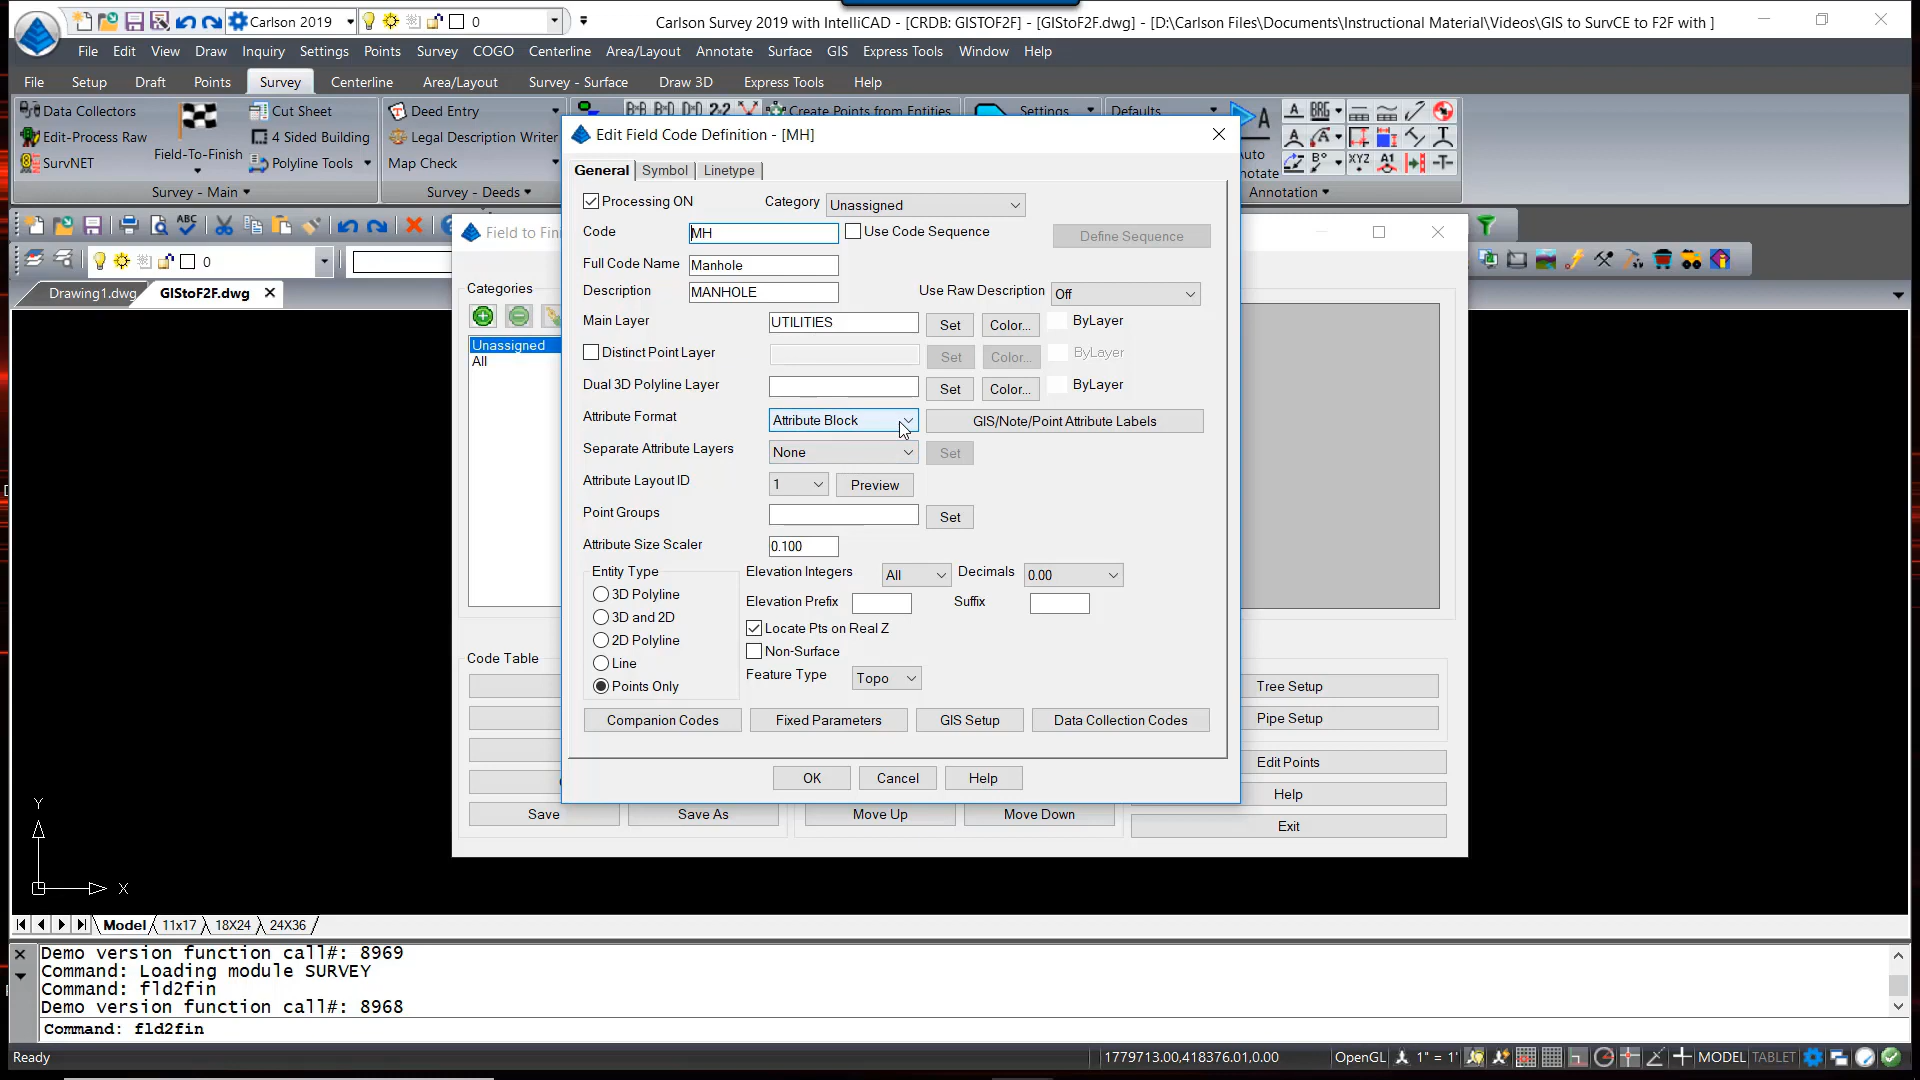 Carlson 2019
0
Carlson Survey 2019 with IntelliCAD - [CRDB: GISTOF2F] - [GIStoF2F.dwg] - [D:\Carlson Files\Documents\Instructional Material\Videos\GIS to SurvCE to F2F with ]
File Edit View Draw Inquiry Settings Points Survey COGO Centerline Area/Layout Annotate Surface GIS Express Tools Window Help
File Setup Draft Points Survey Centerline Area/Layout Survey - Surface Draw 3D Express Tools Help
Data Collectors
Edit-Process Raw
SurvNET
Field-To-Finish
Cut Sheet
4 Sided Building
Polyline Tools
Survey - Main
Deed Entry
Legal Description Writer
Map Check
Survey - Deeds
Create Points from Entities
Settings
Defaults
Annotation
0
Drawing1.dwg
GIStoF2F.dwg
Field to Fini
Categories
Unassigned
All
Code Table
Save
Save As
Move Up
Move Down
Tree Setup
Pipe Setup
Edit Points
Help
Exit
Edit Field Code Definition - [MH]
General Symbol Linetype
Processing ON
Category Unassigned
Code MH
Use Code Sequence
Define Sequence
Full Code Name Manhole
Description MANHOLE
Use Raw Description Off
Main Layer UTILITIES Set Color... ByLayer
Distinct Point Layer Set Color... ByLayer
Dual 3D Polyline Layer Set Color... ByLayer
Attribute Format Attribute Block GIS/Note/Point Attribute Labels
Separate Attribute Layers None Set
Attribute Layout ID 1 Preview
Point Groups Set
Attribute Size Scaler 0.100
Entity Type
3D Polyline
3D and 2D
2D Polyline
Line
Points Only
Elevation Integers All Decimals 0.00
Elevation Prefix Suffix
Locate Pts on Real Z
Non-Surface
Feature Type Topo
Companion Codes Fixed Parameters GIS Setup Data Collection Codes
OK Cancel Help
Y
X
Model 11x17 18X24 24X36
Demo version function call#: 8969
Command: Loading module SURVEY
Command: fld2fin
Demo version function call#: 8968
Command: fld2fin
Ready
1779713.00,418376.01,0.00
OpenGL
1" = 1'
MODEL
TABLET